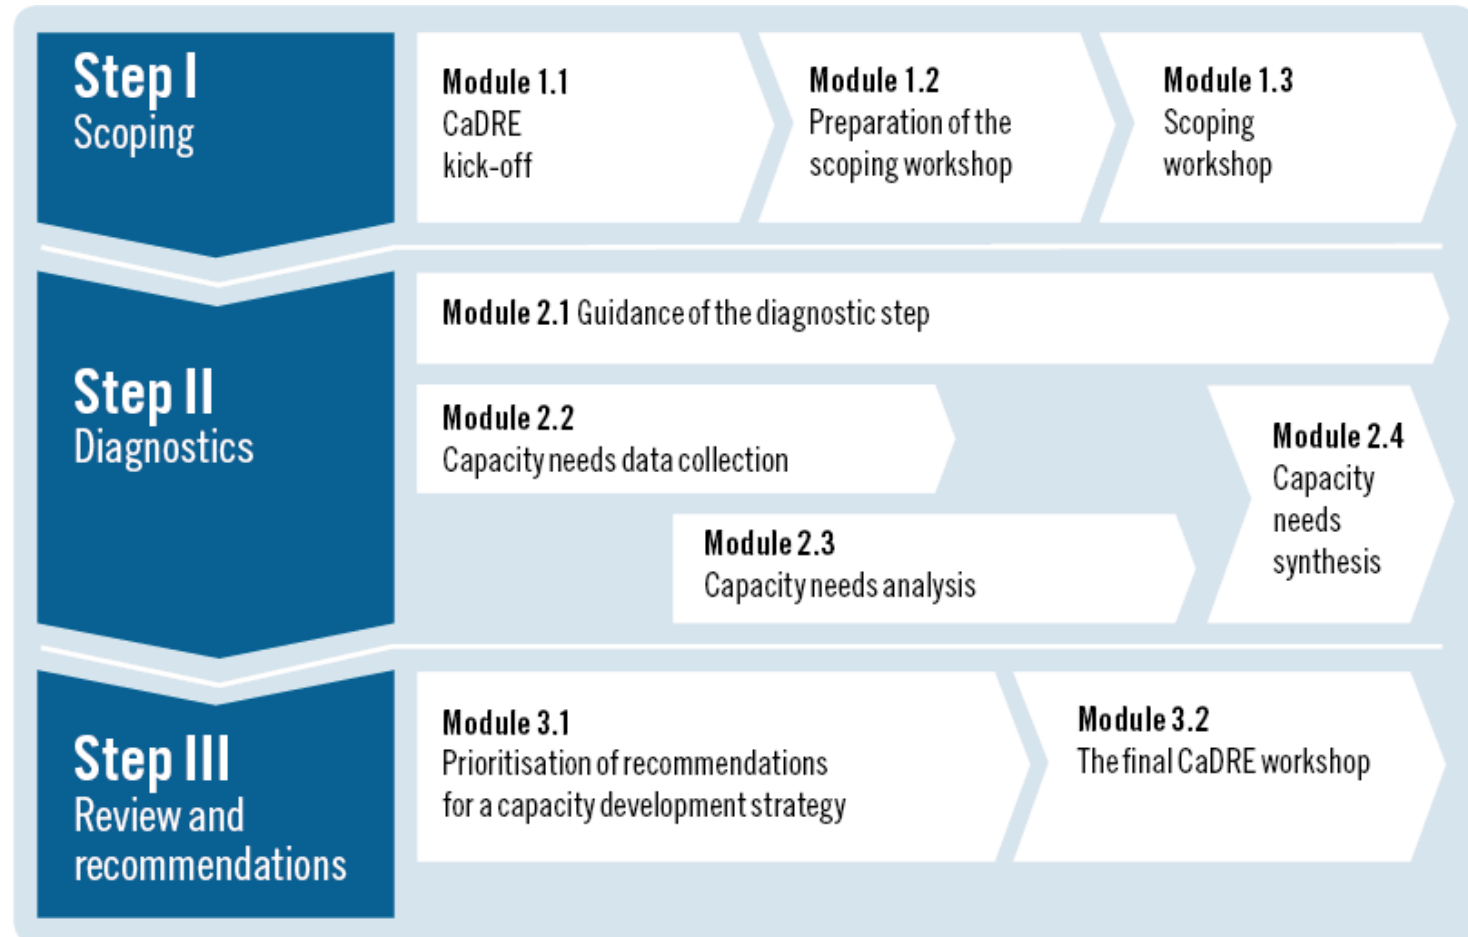 Step I
Scoping
Module 1.1
CaDRE
kick-off
Module 1.2
Preparation of the
scoping workshop
Module 1.3
Scoping
workshop
Step II
Diagnostics
Module 2.1 Guidance of the diagnostic step
Module 2.2
Capacity needs data collection
Module 2.3
Capacity needs analysis
Module 2.4
Capacity
needs
synthesis
Step III
Review and
recommendations
Module 3.1
Prioritisation of recommendations
for a capacity development strategy
Module 3.2
The final CaDRE workshop